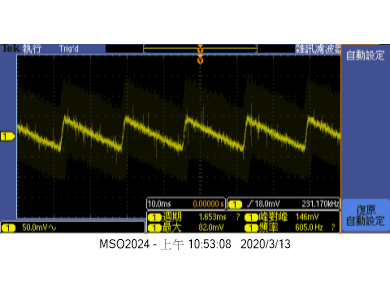 Tek 執行 Trig'd 雜訊濾波器
自動設定
1
10.0ms 0.00000 s 1 18.0mV 231.170kHz
1 週期 1.653ms ? 1 峰對峰 146mV
1 最大 82.0mV 1 頻率 605.0Hz ?
1 50.0mV
復原
自動設定
MSO2024 - 上午 10:53:08 2020/3/13